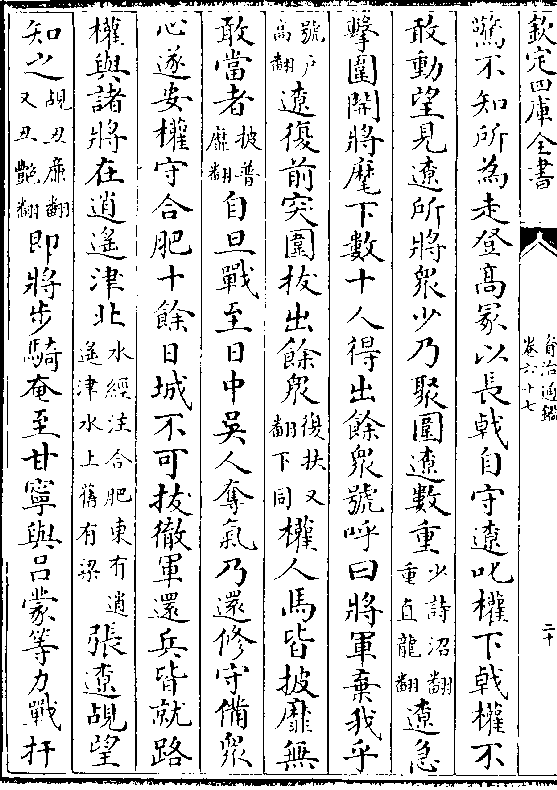 欽定四庫全書
資治通鑑
卷六十七
二十
驚不知所為走登高冢以長戟自守遼叱權下戟權不
敢動望見遼所將衆少乃聚圍遼數重少詩沼翻重直龍翻遼急
擊圍開將麾下數十人得出餘衆號呼曰將軍棄我乎
號户高翻遼復前突圍拔出餘衆復扶又翻下同權人馬皆披靡無
敢當者披普靡翻自旦戰至日中吳人奪氣乃還修守備衆
心遂安權守合肥十餘日城不可拔徹軍還兵皆就路
權與諸將在逍遙津北水經注合肥東有逍遙津水上舊有梁張遼覘望
知之覘丑廉翻又丑艶翻即將步騎奄至甘寧與吕蒙等力戰扞